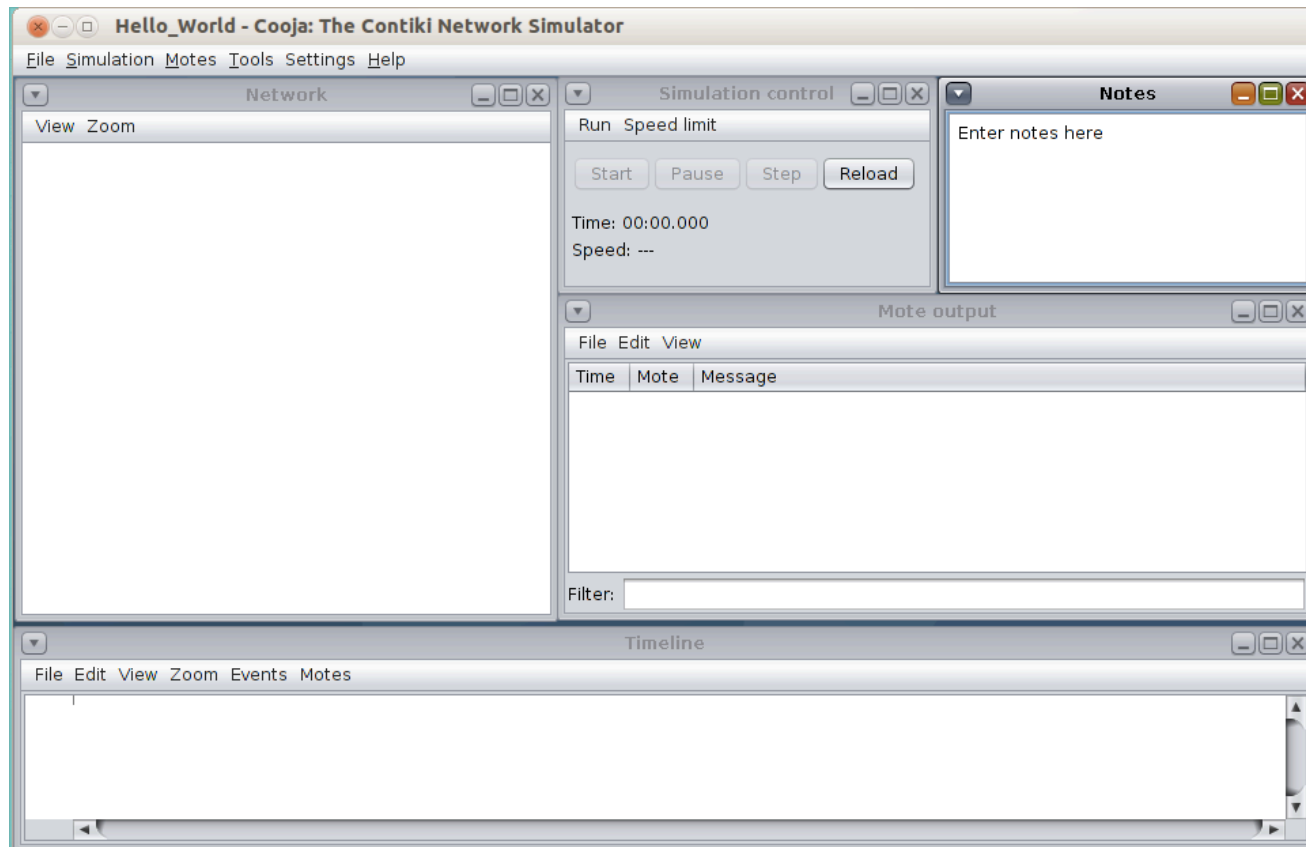 Hello_World - Cooja: The Contiki Network Simulator
File Simulation Motes Tools Settings Help
Network
View Zoom
Simulation control
Run Speed limit
Start Pause Step Reload
Time: 00:00.000
Speed: ---
Notes
Enter notes here
Mote output
File Edit View
Time Mote Message
Filter:
Timeline
File Edit View Zoom Events Motes